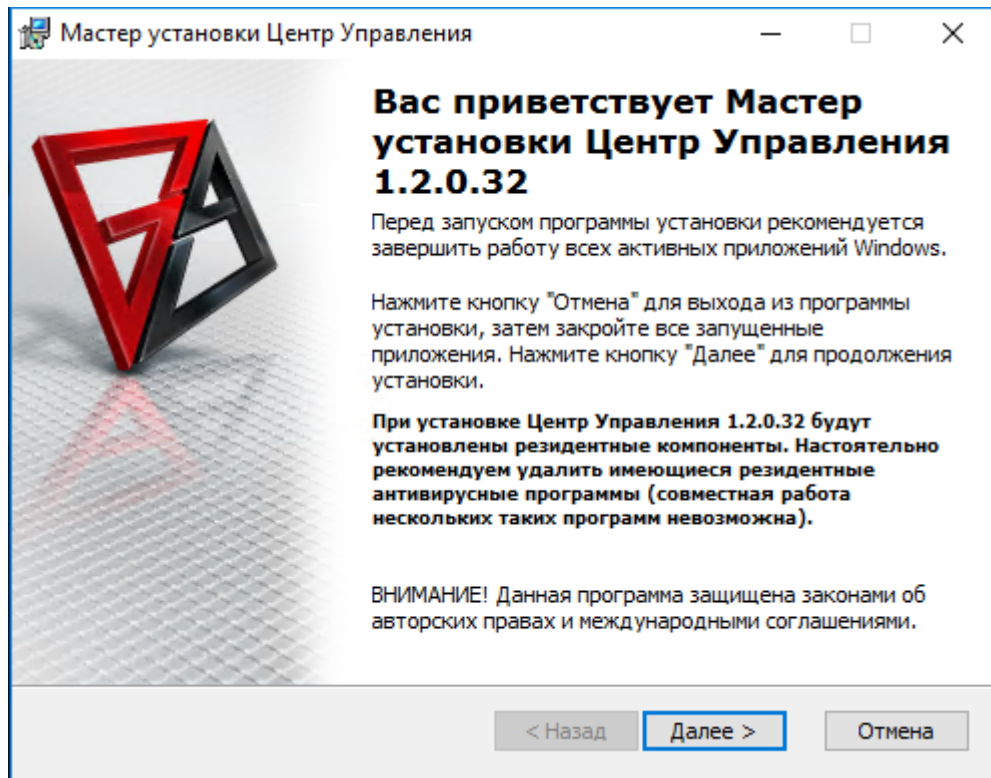 Мастер установки Центр Управления
Вас приветствует Мастер
установки Центр Управления
1.2.0.32
Перед запуском программы установки рекомендуется
завершить работу всех активных приложений Windows.
Нажмите кнопку "Отмена" для выхода из программы
установки, затем закройте все запущенные
приложения. Нажмите кнопку "Далее" для продолжения
установки.
При установке Центр Управления 1.2.0.32 будут
установлены резидентные компоненты. Настоятельно
рекомендуем удалить имеющиеся резидентные
антивирусные программы (совместная работа
нескольких таких программ невозможна).
ВНИМАНИЕ! Данная программа защищена законами об
авторских правах и международными соглашениями.
< Назад
Далее >
Отмена